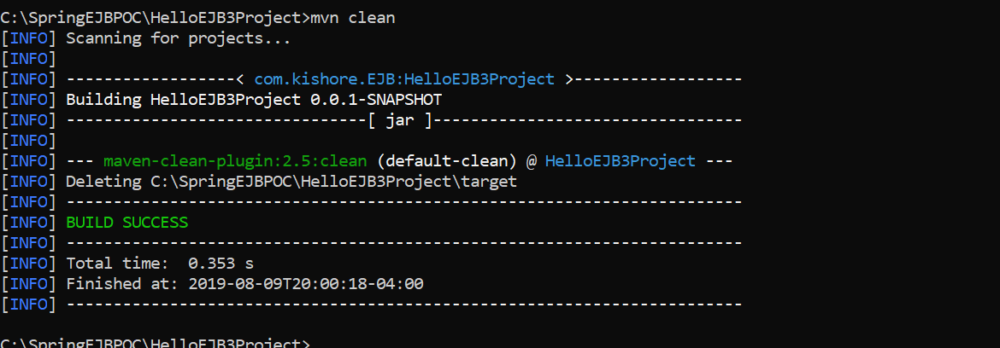 C:\SpringEJBPOC\HelloEJB3Project>mvn clean
[INFO] Scanning for projects...
[INFO]
[INFO] ------------------< com.kishore.EJB:HelloEJB3Project >------------------
[INFO] Building HelloEJB3Project 0.0.1-SNAPSHOT
[INFO] --------------------------------[ jar ]---------------------------------
[INFO]
[INFO] --- maven-clean-plugin:2.5:clean (default-clean) @ HelloEJB3Project ---
[INFO] Deleting C:\SpringEJBPOC\HelloEJB3Project\target
[INFO] ------------------------------------------------------------------------
[INFO] BUILD SUCCESS
[INFO] ------------------------------------------------------------------------
[INFO] Total time:  0.353 s
[INFO] Finished at: 2019-08-09T20:00:18-04:00
[INFO] ------------------------------------------------------------------------
C:\SpringEJBPOC\HelloEJB3Project>